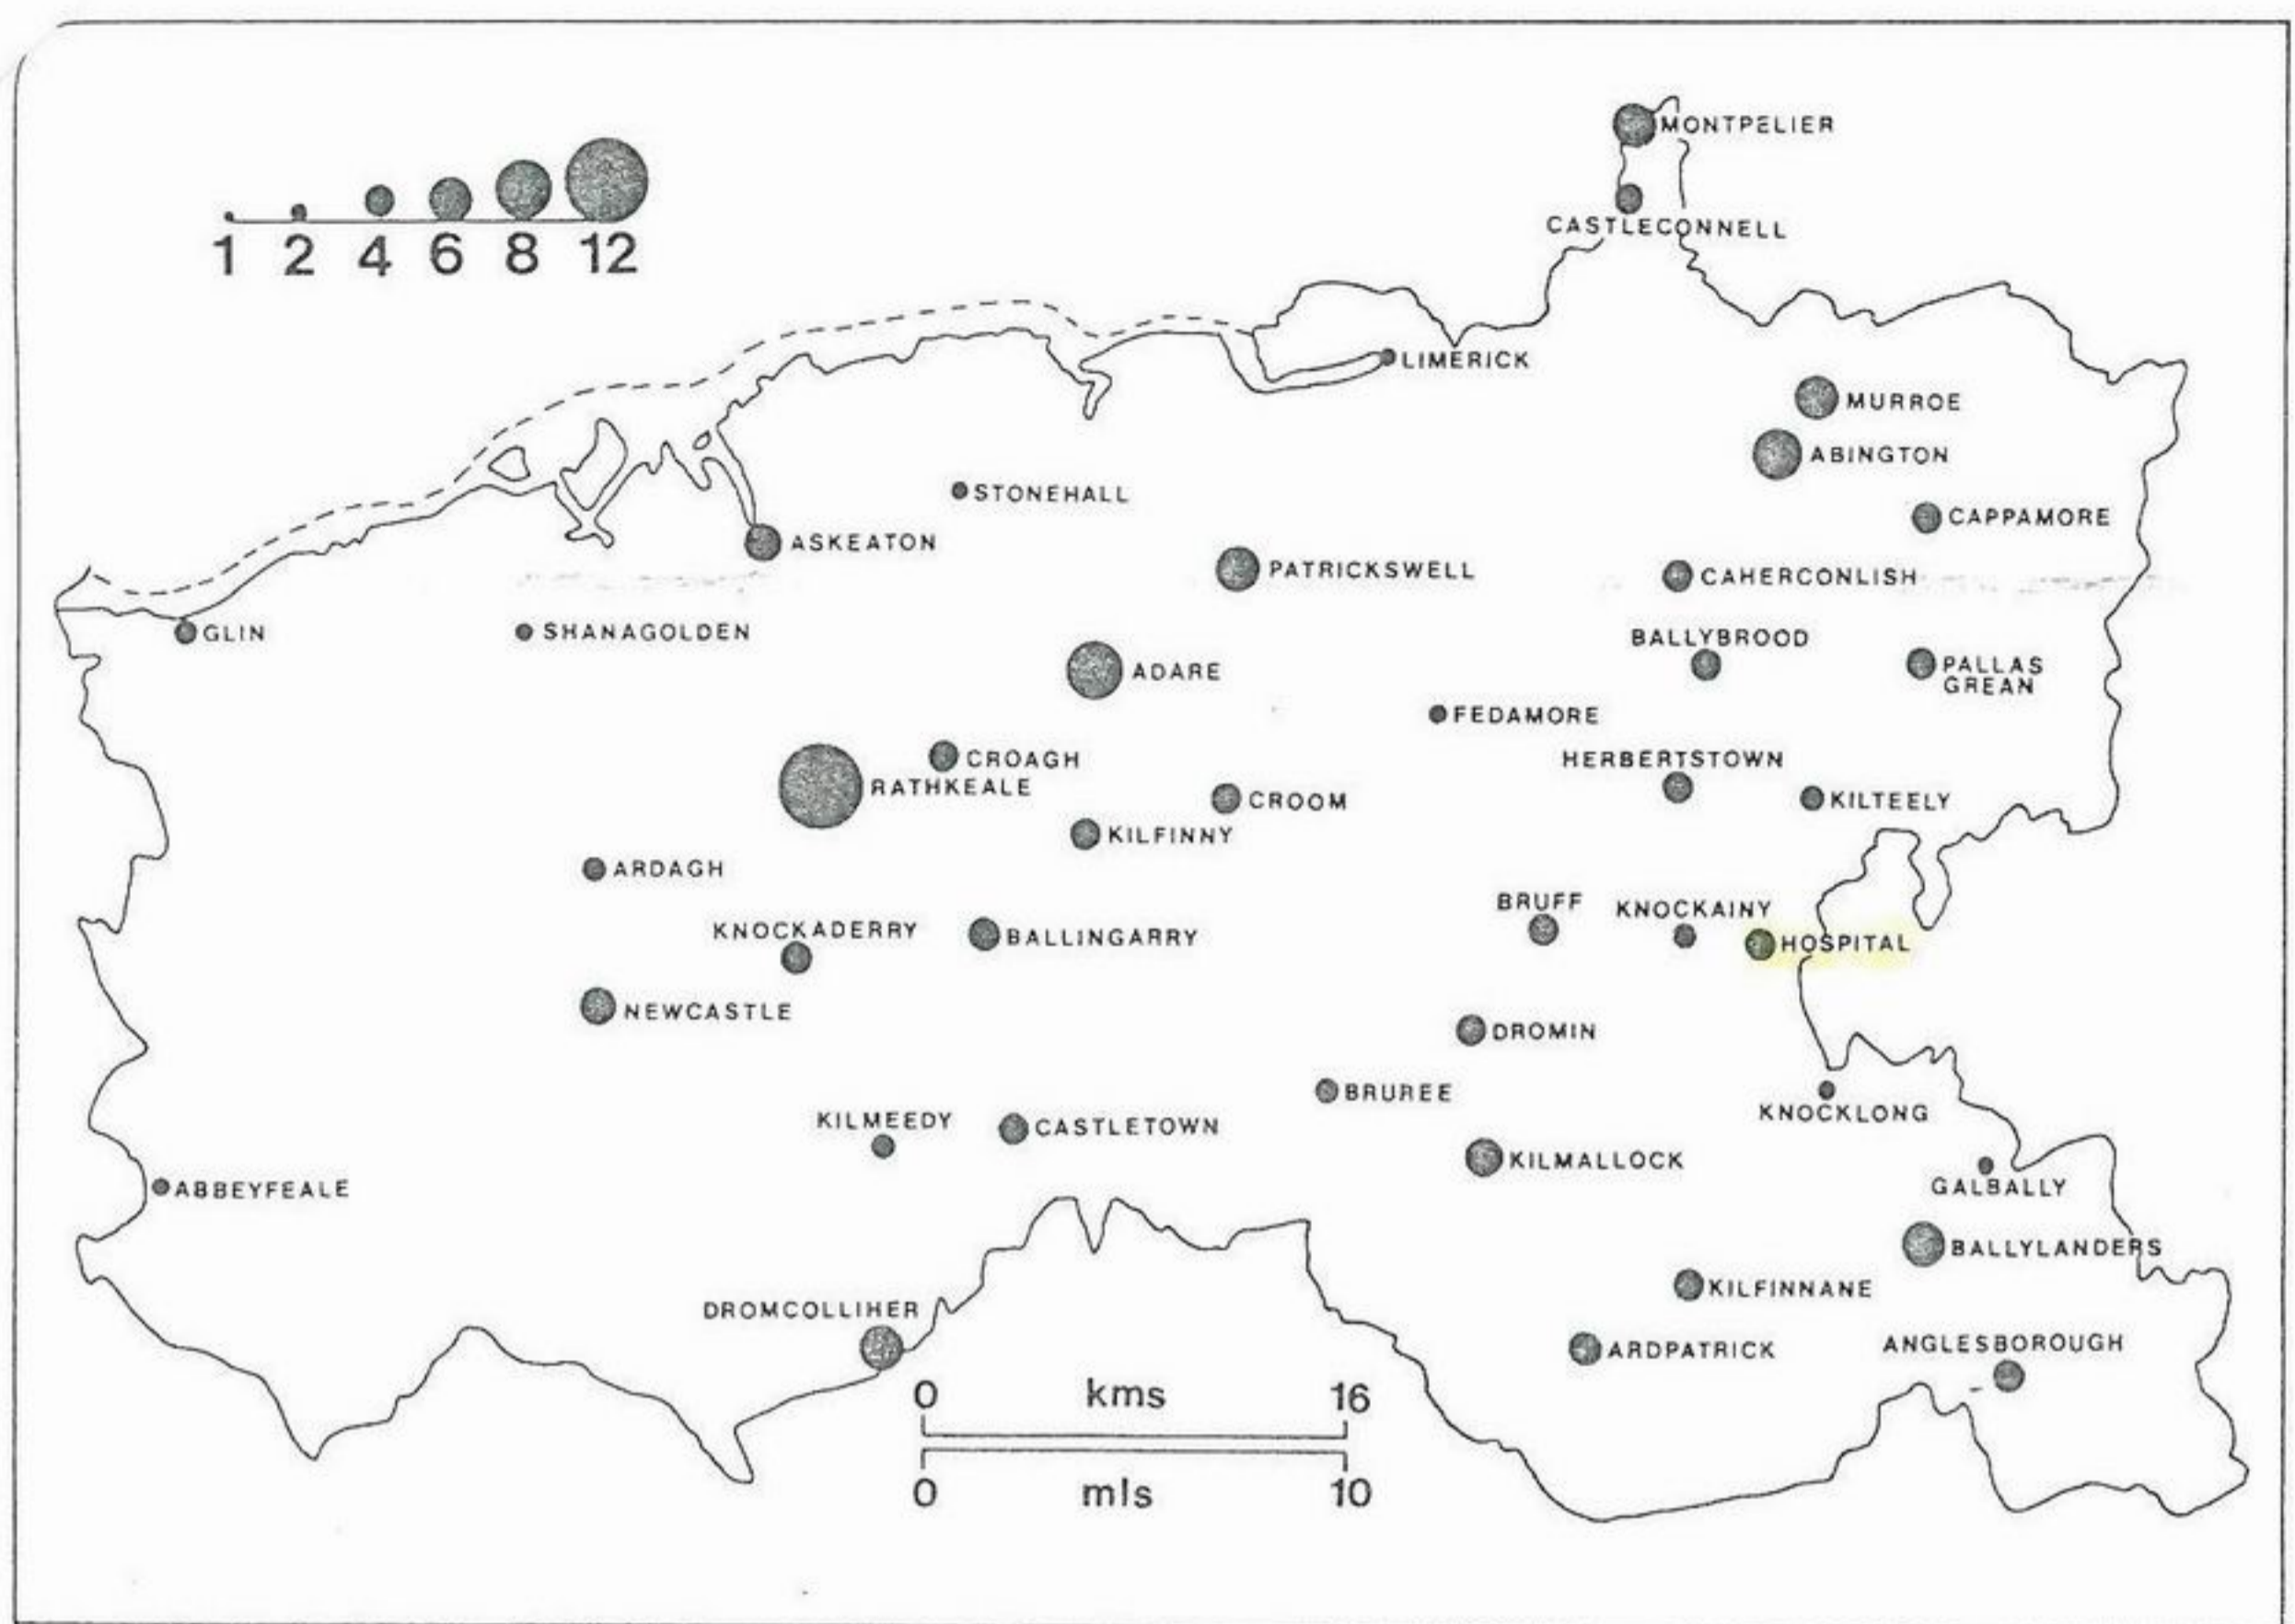 MONTPELIER
CASTLECONNELL
1 2 4 6 8 12
LIMERICK
MURROE
ABINGTON
STONEHALL
CAPPAMORE
ASKEATON
PATRICKSWELL
CAHERCONLISH
GLIN
SHANAGOLDEN
BALLYBROOD
ADARE
PALLAS
GREAN
FEDAMORE
CROAGH
HERBERTSTOWN
RATHKEALE
CROOM
KILTEELY
KILFINNY
ARDAGH
BRUFF
KNOCKAINY
KNOCKADERRY
BALLINGARRY
HOSPITAL
NEWCASTLE
DROMIN
BRUREE
KNOCKLONG
KILMEEDY
CASTLETOWN
KILMALLOCK
ABBEYFEALE
GALBALLY
BALLYLANDERS
KILFINNANE
DROMCOLLIHER
ARDPATRICK
ANGLESBOROUGH
0 kms 16
0 mls 10